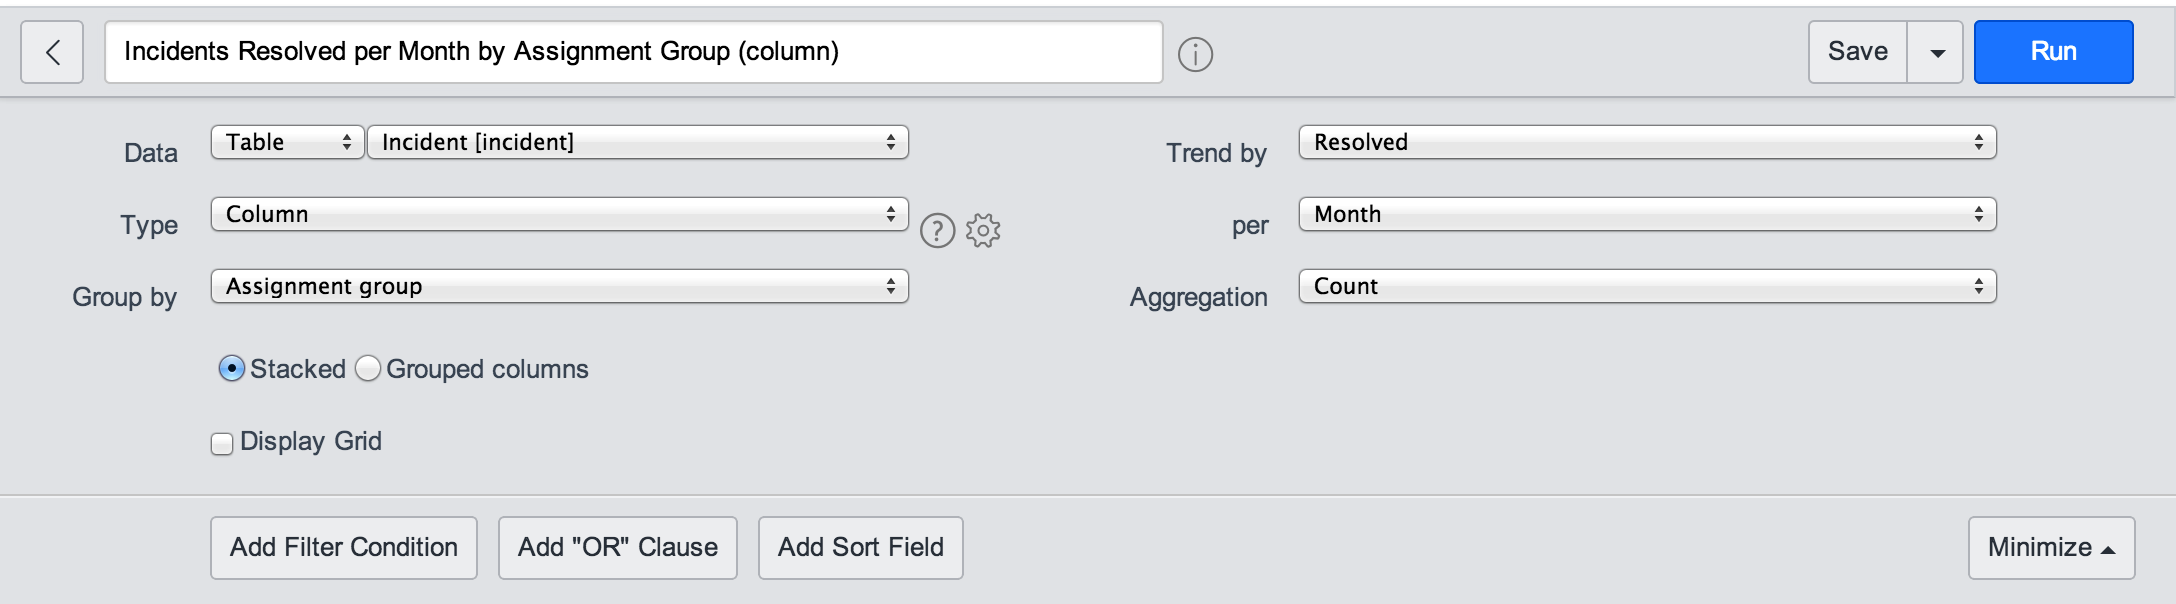 Incidents Resolved per Month by Assignment Group (column)
Save
Run
Data
Table
Incident [incident]
Trend by
Resolved
Type
Column
per
Month
Group by
Assignment group
Aggregation
Count
Stacked
Grouped columns
Display Grid
Add Filter Condition
Add "OR" Clause
Add Sort Field
Minimize